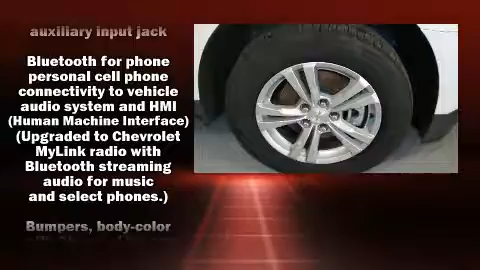 auxiliary input jack
Bluetooth for phone
personal cell phone
connectivity to vehicle
audio system and HMI
(Human Machine Interface)
(Upgraded to Chevrolet
MyLink radio with
Bluetooth streaming
audio for music
and select phones.)
Bumpers, body-color